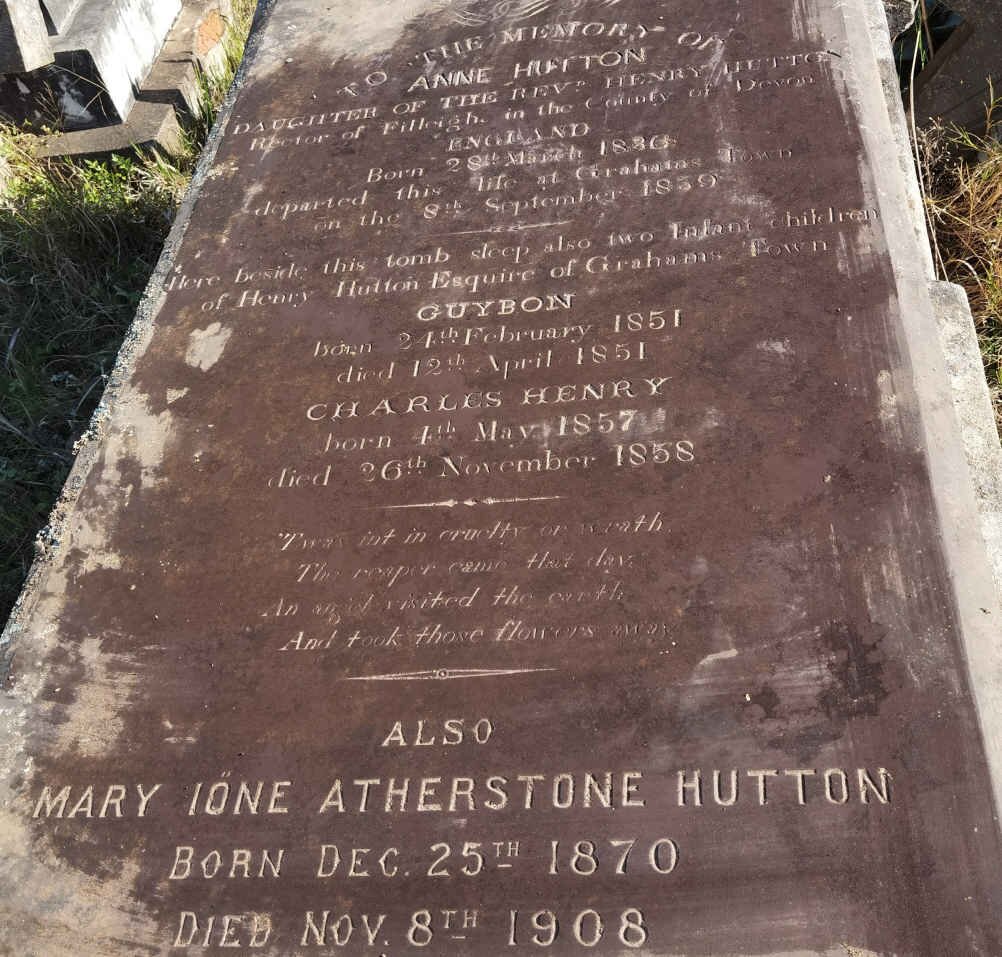 TO THE MEMORY OF
ANNE HUTTON
DAUGHTER OF THE REVD HENRY HUTTON
Rector of Filleigh in the County of Devon
ENGLAND
Born 28th March 1836
departed this life at Grahams Town
on the 8th September 1859
Here beside this tomb sleep also two Infant children
of Henry Hutton Esquire of Grahams Town
GUYBON
born 24th February 1851
died 12th April 1851
CHARLES HENRY
born 4th May 1857
died 26th November 1858
'Twas not in cruelty or wrath
The reaper came that day,
An angel visited the earth
And took those flowers away.
ALSO
MARY IÖNE ATHERSTONE HUTTON
BORN DEC. 25TH 1870
DIED NOV. 8TH 1908